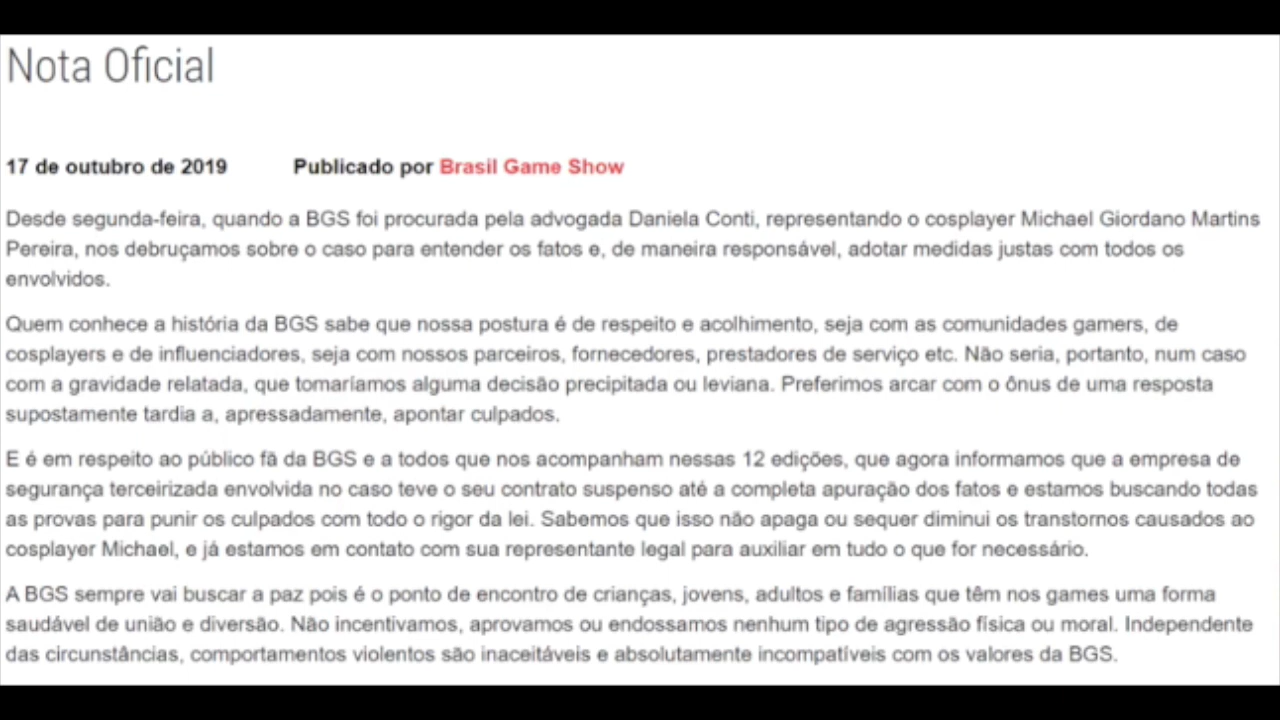 Nota Oficial
17 de outubro de 2019 Publicado por Brasil Game Show
Desde segunda-feira, quando a BGS foi procurada pela advogada Daniela Conti, representando o cosplayer Michael Giordano Martins
Pereira, nos debruçamos sobre o caso para entender os fatos e, de maneira responsável, adotar medidas justas com todos os
envolvidos.
Quem conhece a história da BGS sabe que nossa postura é de respeito e acolhimento, seja com as comunidades gamers, de
cosplayers e de influenciadores, seja com nossos parceiros, fornecedores, prestadores de serviço etc. Não seria, portanto, num caso
com a gravidade relatada, que tomaríamos alguma decisão precipitada ou leviana. Preferimos arcar com o ônus de uma resposta
supostamente tardia a, apressadamente, apontar culpados.
E é em respeito ao público fã da BGS e a todos que nos acompanham nessas 12 edições, que agora informamos que a empresa de
segurança terceirizada envolvida no caso teve o seu contrato suspenso até a completa apuração dos fatos e estamos buscando todas
as provas para punir os culpados com todo o rigor da lei. Sabemos que isso não apaga ou sequer diminui os transtornos causados ao
cosplayer Michael, e já estamos em contato com sua representante legal para auxiliar em tudo o que for necessário.
A BGS sempre vai buscar a paz pois é o ponto de encontro de crianças, jovens, adultos e famílias que têm nos games uma forma
saudável de união e diversão. Não incentivamos, aprovamos ou endossamos nenhum tipo de agressão física ou moral. Independente
das circunstâncias, comportamentos violentos são inaceitáveis e absolutamente incompatíveis com os valores da BGS.